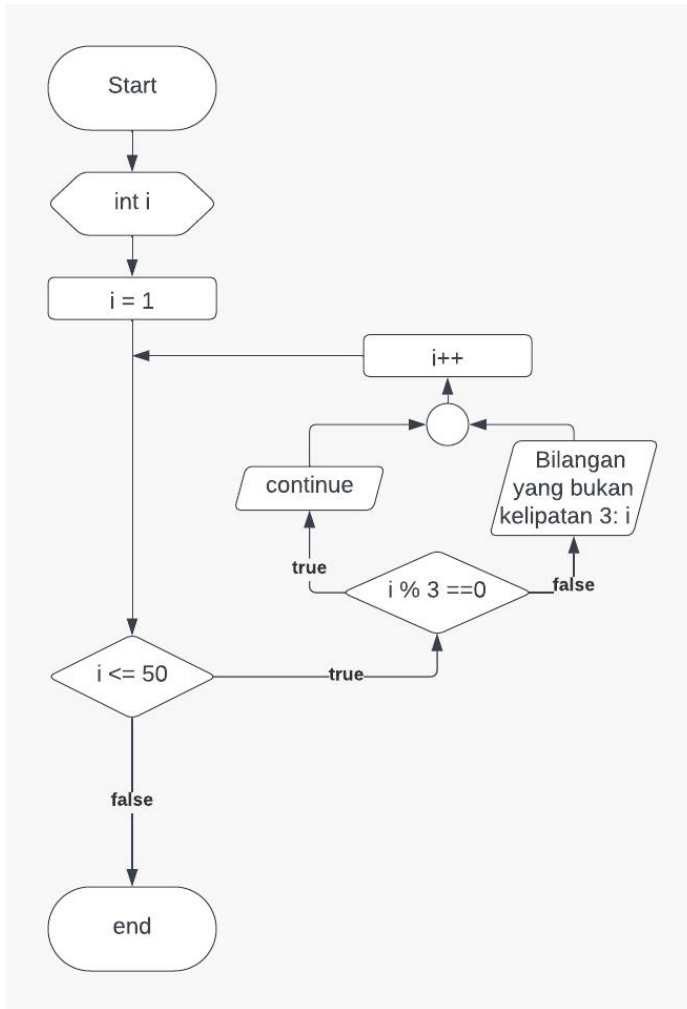 Start
int i
i = 1
i++
continue
Bilangan
yang bukan
kelipatan 3: i
true
i % 3 ==0
false
i <= 50
true
false
end